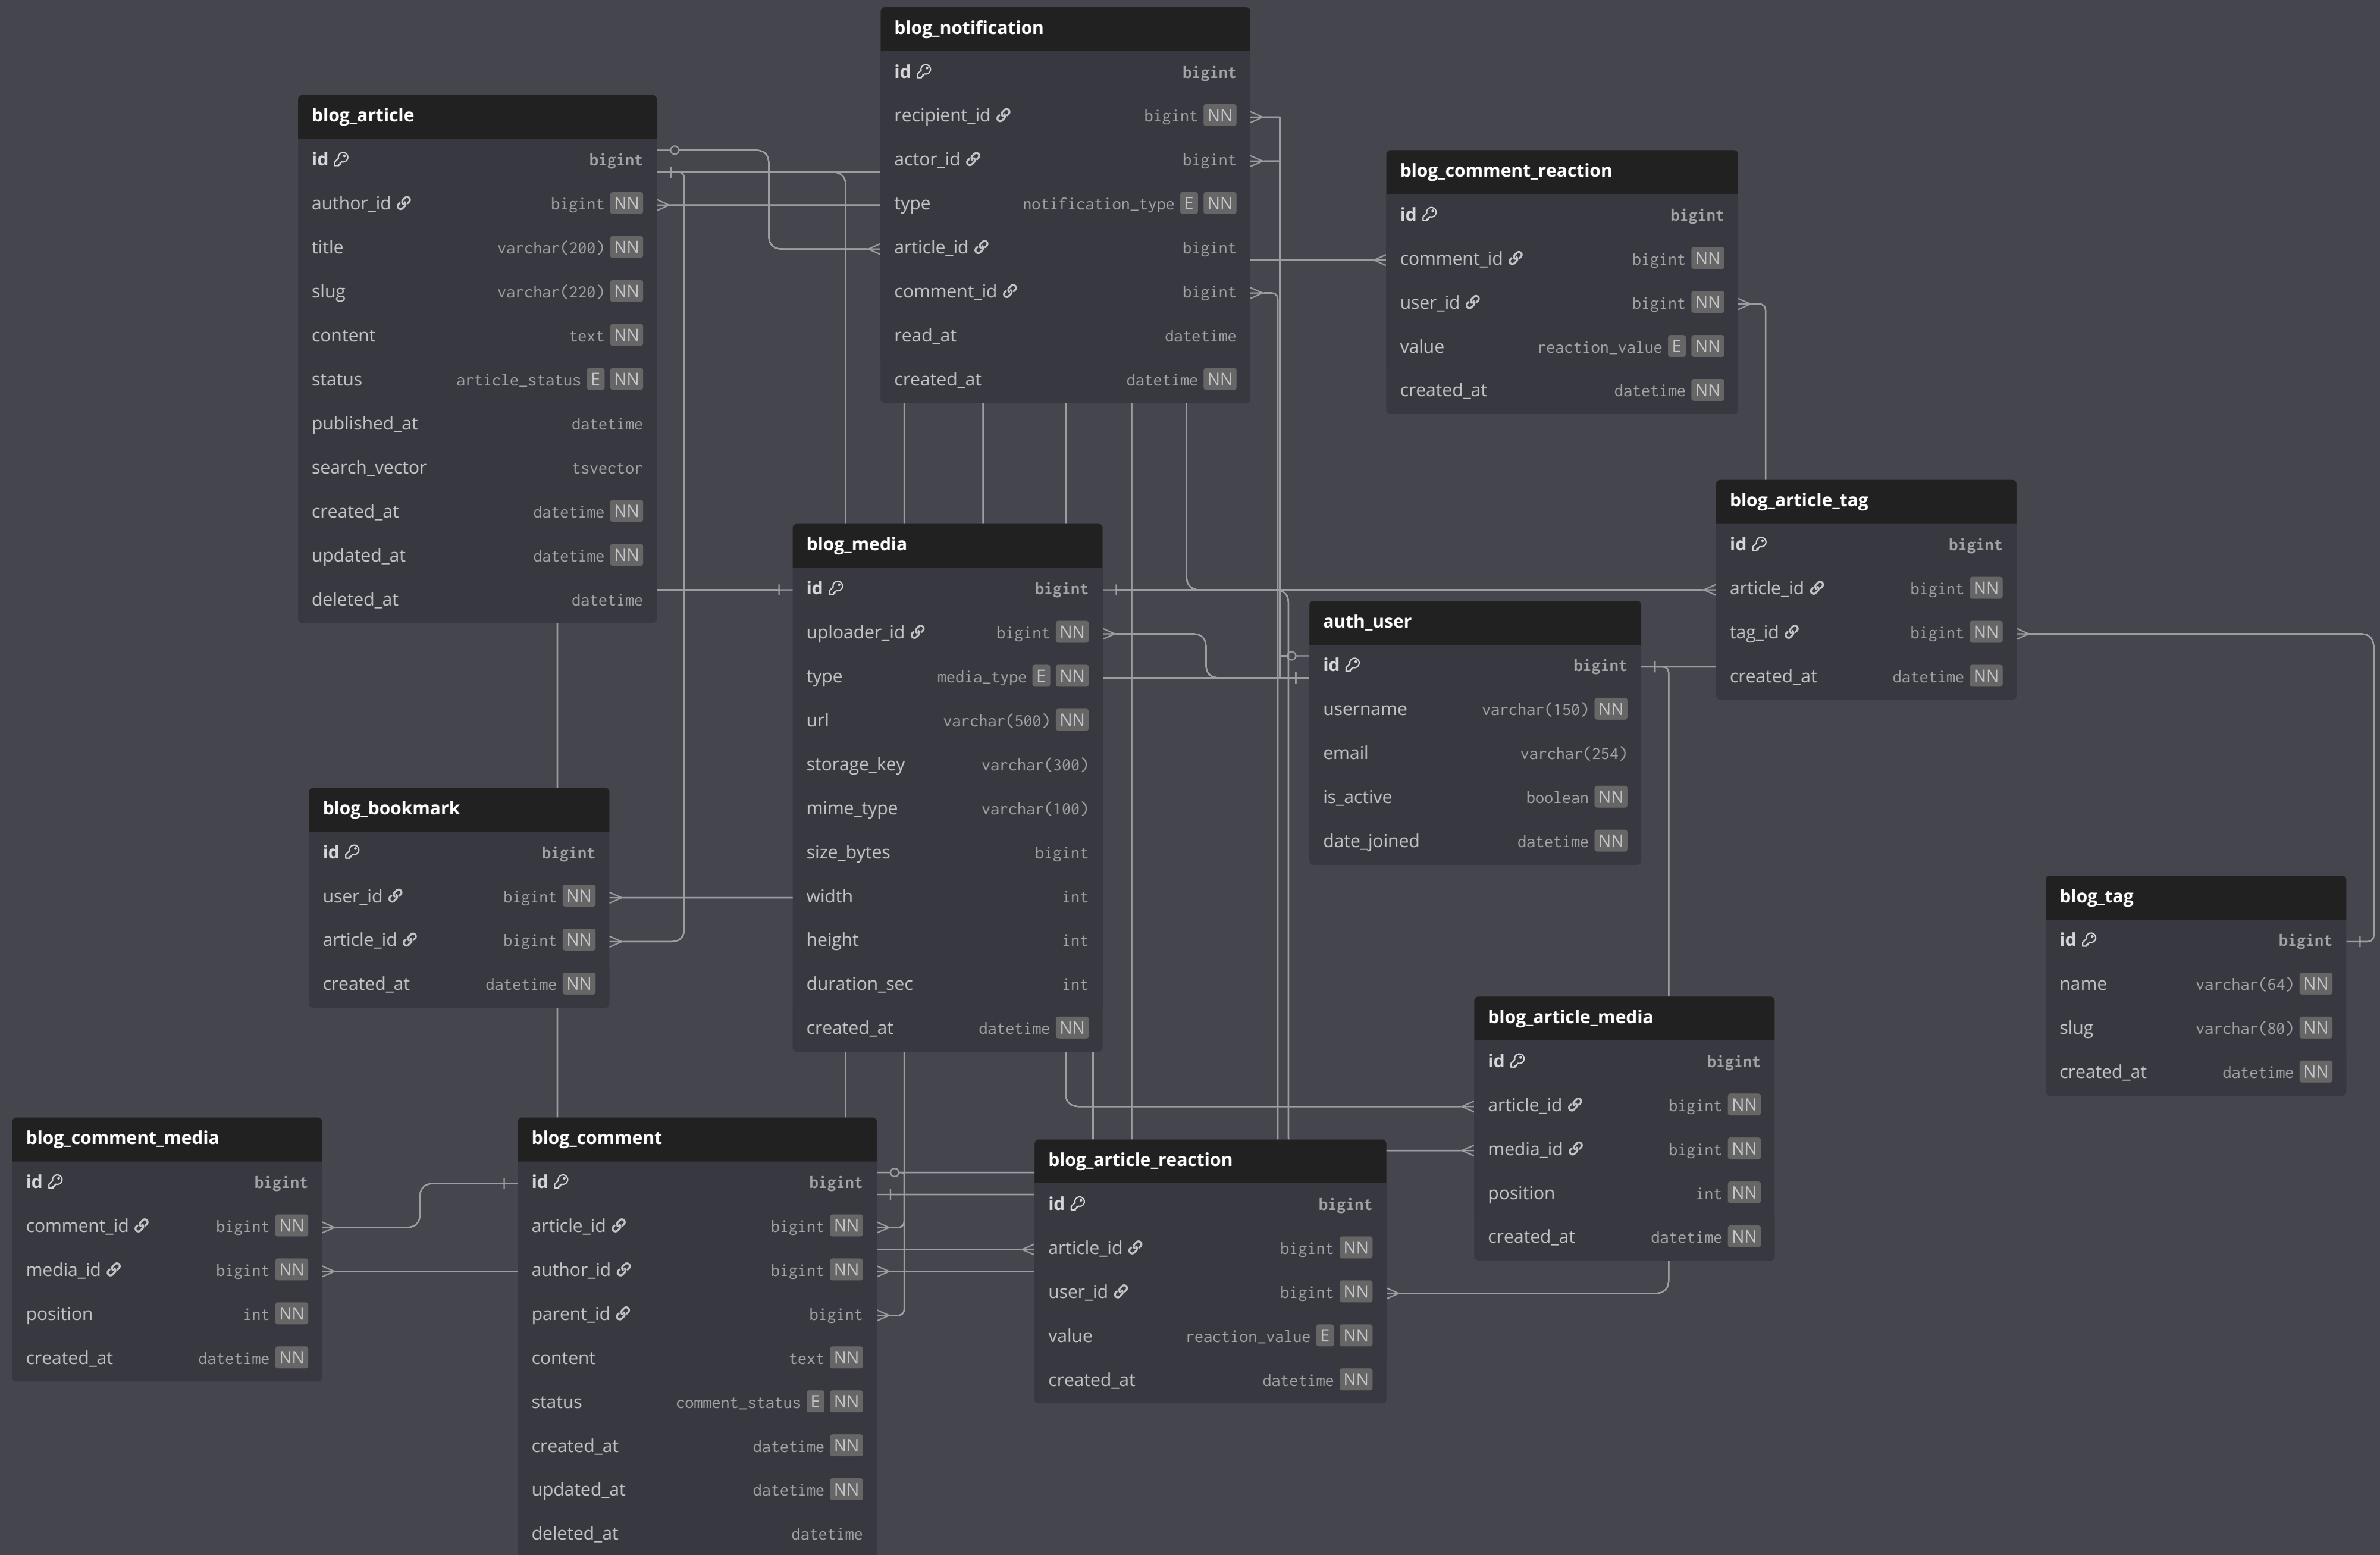 blog_notification
id bigint
recipient_id bigint NN
actor_id bigint
type notification_type E NN
article_id bigint
comment_id bigint
read_at datetime
created_at datetime NN
blog_article
id bigint
author_id bigint NN
title varchar(200) NN
slug varchar(220) NN
content text NN
status article_status E NN
published_at datetime
search_vector tsvector
created_at datetime NN
updated_at datetime NN
deleted_at datetime
blog_comment_reaction
id bigint
comment_id bigint NN
user_id bigint NN
value reaction_value E NN
created_at datetime NN
blog_article_tag
id bigint
article_id bigint NN
tag_id bigint NN
created_at datetime NN
blog_media
id bigint
uploader_id bigint NN
type media_type E NN
url varchar(500) NN
storage_key varchar(300)
mime_type varchar(100)
size_bytes bigint
width int
height int
duration_sec int
created_at datetime NN
auth_user
id bigint
username varchar(150) NN
email varchar(254)
is_active boolean NN
date_joined datetime NN
blog_bookmark
id bigint
user_id bigint NN
article_id bigint NN
created_at datetime NN
blog_tag
id bigint
name varchar(64) NN
slug varchar(80) NN
created_at datetime NN
blog_article_media
id bigint
article_id bigint NN
media_id bigint NN
position int NN
created_at datetime NN
blog_comment_media
id bigint
comment_id bigint NN
media_id bigint NN
position int NN
created_at datetime NN
blog_comment
id bigint
article_id bigint NN
author_id bigint NN
parent_id bigint
content text NN
status comment_status E NN
created_at datetime NN
updated_at datetime NN
deleted_at datetime
blog_article_reaction
id bigint
article_id bigint NN
user_id bigint NN
value reaction_value E NN
created_at datetime NN